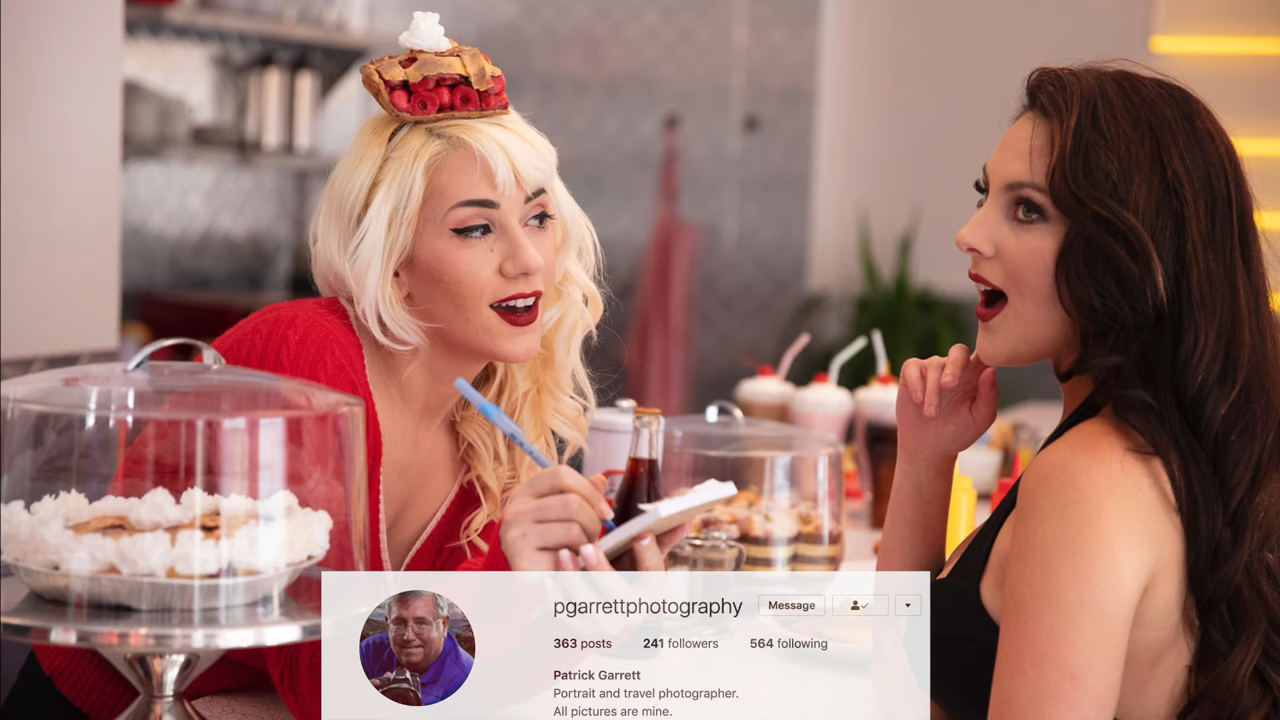 pgarrettphotography Message
363 posts 241 followers 564 following
Patrick Garrett
Portrait and travel photographer.
All pictures are mine.